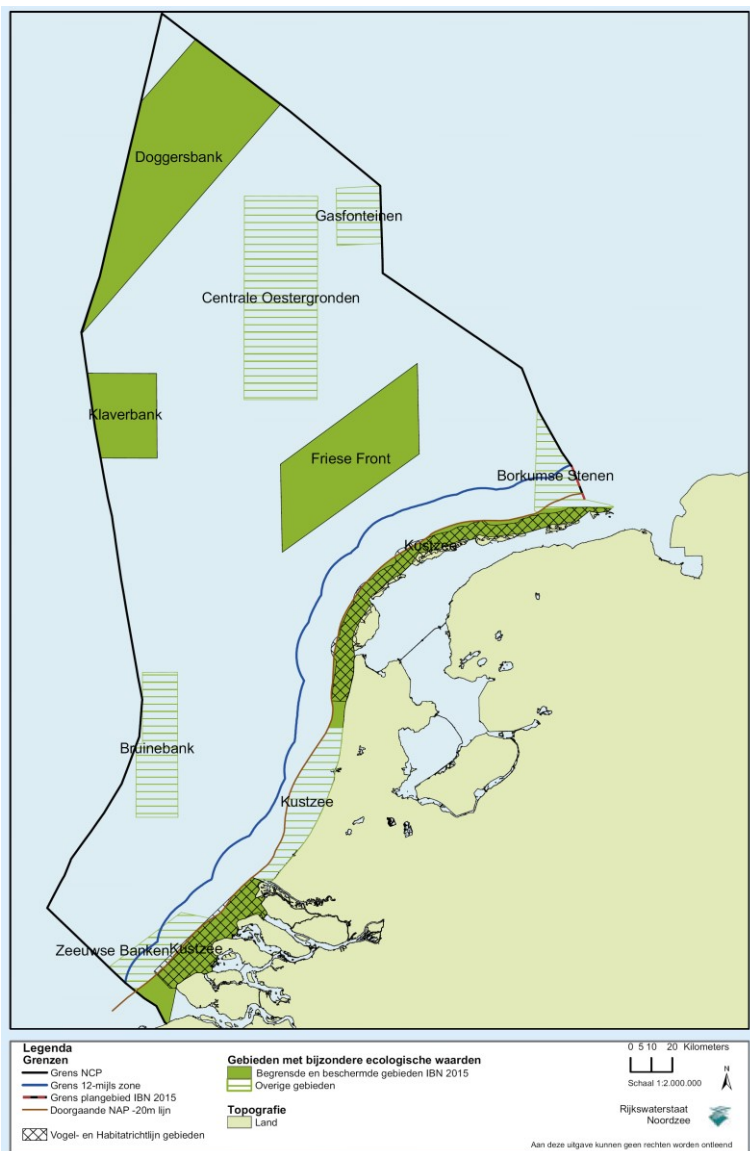 Doggersbank
Gasfonteinen
Centrale Oestergronden
Klaverbank
Friese Front
Borkumse Stenen
Kustzee
Bruinebank
Kustzee
Zeeuwse Banken
Kustzee
Legenda
Grenzen
Grens NCP
Grens 12-mijls zone
Grens plangebied IBN 2015
Doorgaande NAP -20m lijn
Vogel- en Habitatrichtlijn gebieden
Gebieden met bijzondere ecologische waarden
Begrensde en beschermde gebieden IBN 2015
Overige gebieden
Topografie
Land
0 5 10 20 Kilometers
Schaal 1:2.000.000
N
Rijkswaterstaat
Noordzee
Aan deze uitgave kunnen geen rechten worden ontleend